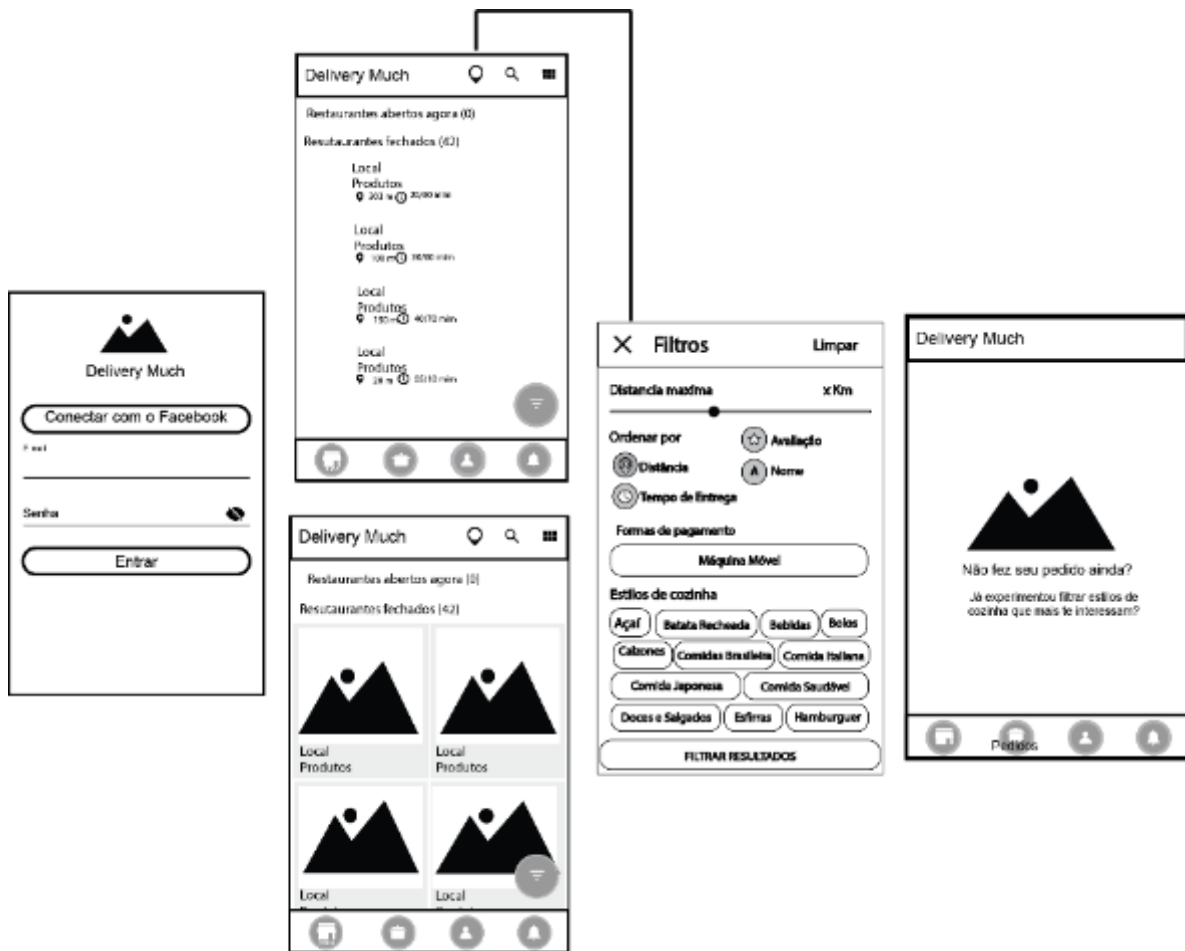 Delivery Much
Conectar com o Facebook
Senha
Entrar
Delivery Much
Restaurantes abertos agora (0)
Resutaurantes fechados (42)
Local
Produtos
Local
Produtos
Local
Produtos
40/70 min
Local
Produtos
Delivery Much
Restaurantes abertos agora (0)
Resutaurantes fechados (42)
Local
Produtos
Local
Produtos
Local
Local
Filtros
Limpar
Distancia maxima
x Km
Ordenar por
Avaliação
Distância
A
Nome
Tempo de Entrega
Formas de pagamento
Máquina Móvel
Estilos de cozinha
Açaí
Batata Recheada
Bebidas
Bolos
Calzones
Comidas Brasileira
Comida Italiana
Comida Japonesa
Comida Saudável
Doces e Salgados
Esfirras
Hamburguer
FILTRAR RESULTADOS
Delivery Much
Não fez seu pedido ainda?
Já experimentou filtrar estilos de
cozinha que mais te interessam?
Pedidos